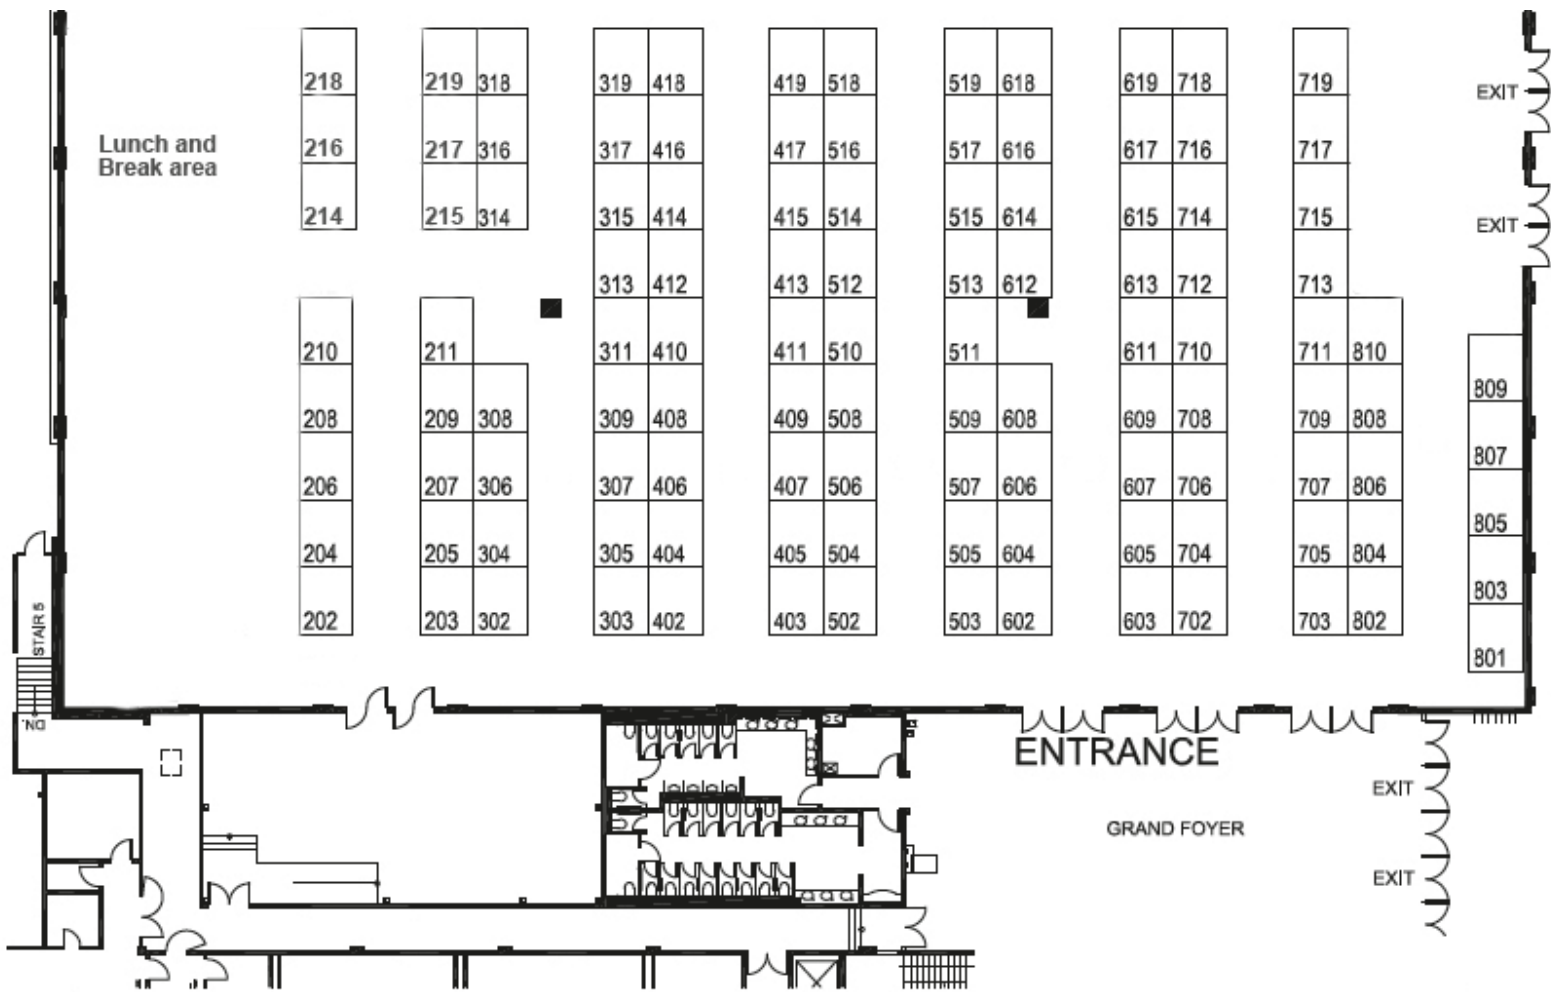 218 219 318 319 418 419 518 519 618 619 718 719
EXIT
Lunch and
Break area
216 217 316 317 416 417 516 517 616 617 716 717
214 215 314 315 414 415 514 515 614 615 714 715
EXIT
313 412 413 512 513 612 613 712 713
210 211 311 410 411 510 511 611 710 711 810
809
208 209 308 309 408 409 508 509 608 609 708 709 808
807
206 207 306 307 406 407 506 507 606 607 706 707 806
805
204 205 304 305 404 405 504 505 604 605 704 705 804
803
202 203 302 303 402 403 502 503 602 603 702 703 802
801
STAIR 5
DN.
ENTRANCE
EXIT
GRAND FOYER
EXIT